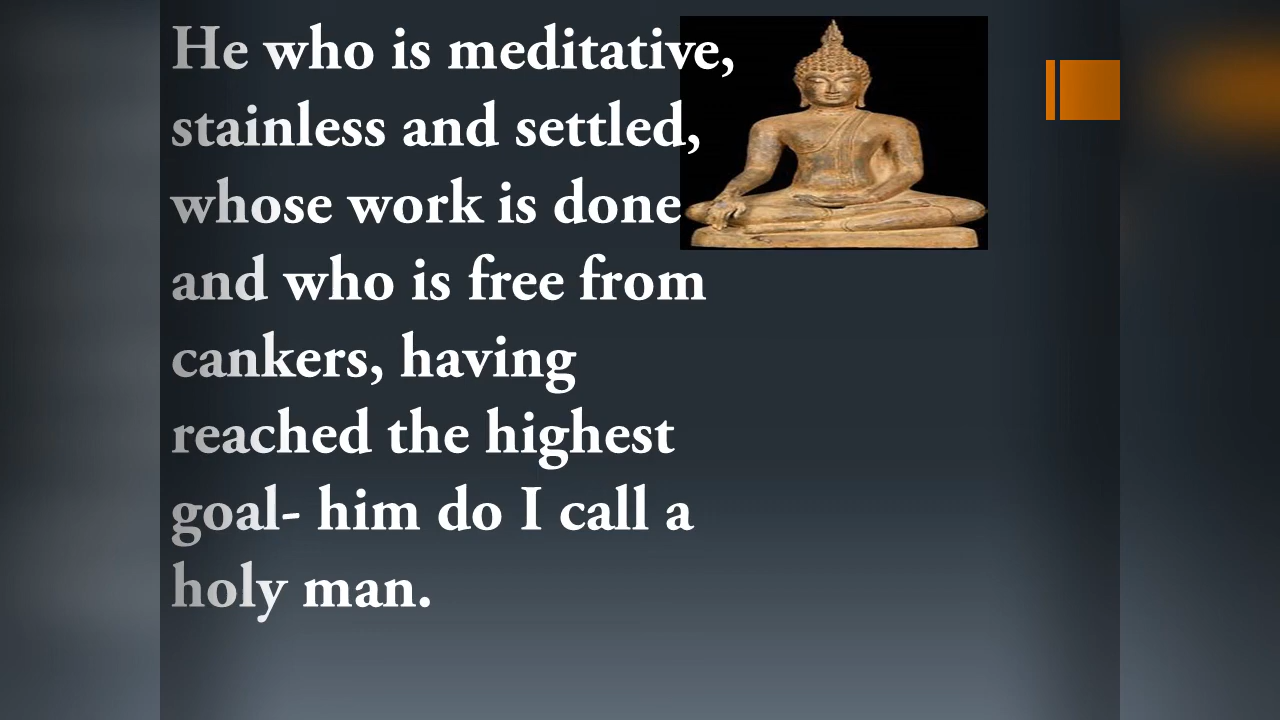 He who is meditative,
stainless and settled,
whose work is done
and who is free from
cankers, having
reached the highest
goal- him do I call a
holy man.